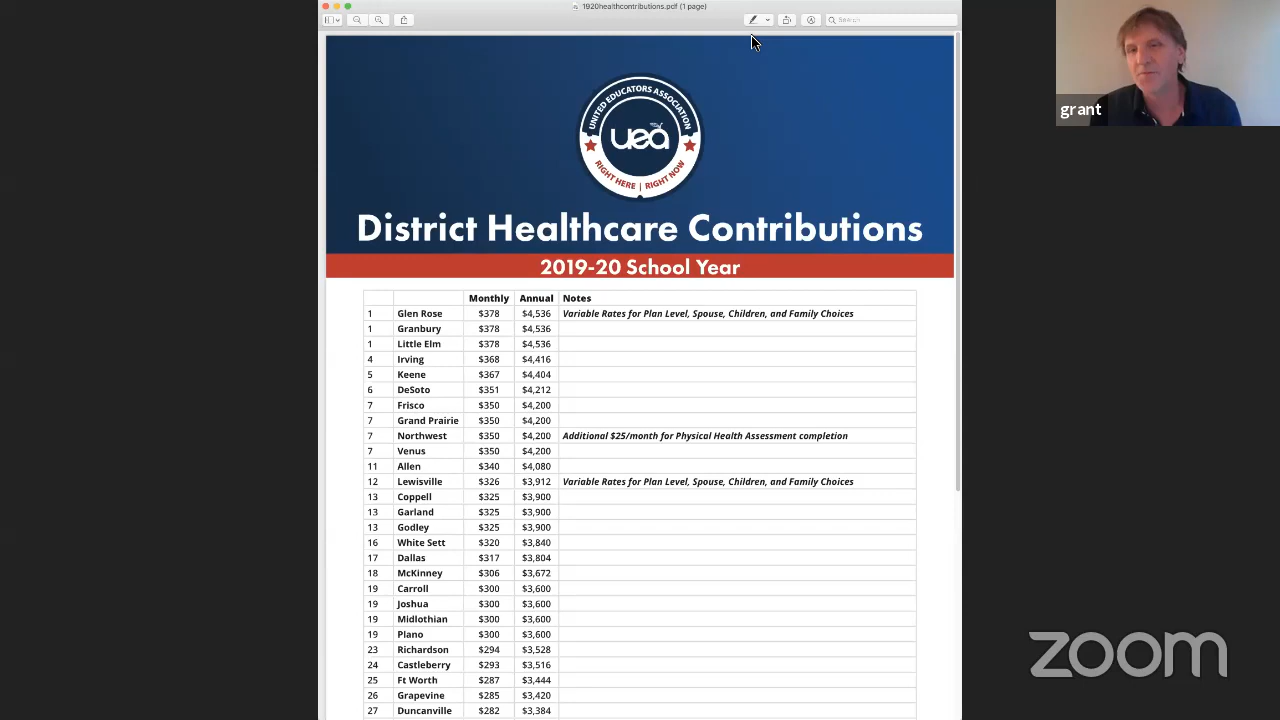 1920healthcontributions.pdf (1 page)
Search
grant
UNITED EDUCATORS ASSOCIATION
uea
RIGHT HERE | RIGHT NOW
District Healthcare Contributions
2019-20 School Year
Monthly Annual Notes
1 Glen Rose $378 $4,536 Variable Rates for Plan Level, Spouse, Children, and Family Choices
1 Granbury $378 $4,536
1 Little Elm $378 $4,536
4 Irving $368 $4,416
5 Keene $367 $4,404
6 DeSoto $351 $4,212
7 Frisco $350 $4,200
7 Grand Prairie $350 $4,200
7 Northwest $350 $4,200 Additional $25/month for Physical Health Assessment completion
7 Venus $350 $4,200
11 Allen $340 $4,080
12 Lewisville $326 $3,912 Variable Rates for Plan Level, Spouse, Children, and Family Choices
13 Coppell $325 $3,900
13 Garland $325 $3,900
13 Godley $325 $3,900
16 White Sett $320 $3,840
17 Dallas $317 $3,804
18 McKinney $306 $3,672
19 Carroll $300 $3,600
19 Joshua $300 $3,600
19 Midlothian $300 $3,600
19 Plano $300 $3,600
23 Richardson $294 $3,528
24 Castleberry $293 $3,516
25 Ft Worth $287 $3,444
26 Grapevine $285 $3,420
27 Duncanville $282 $3,384
zoom